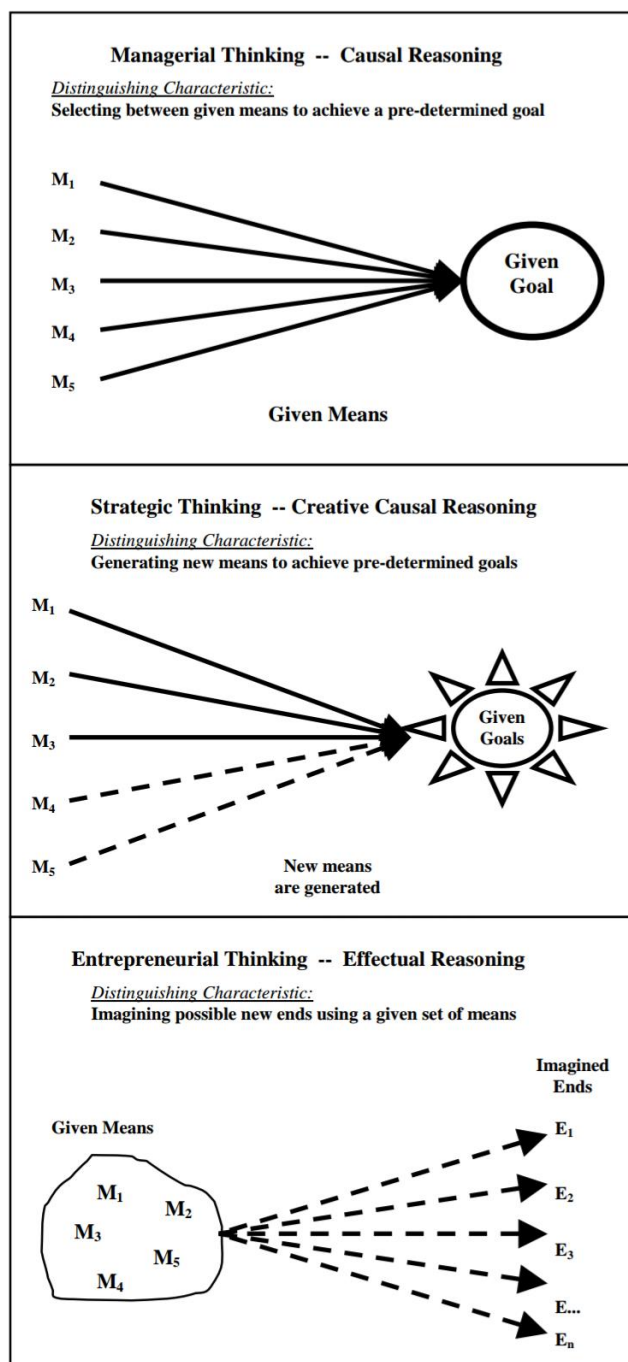 Managerial Thinking -- Causal Reasoning
Distinguishing Characteristic:
Selecting between given means to achieve a pre-determined goal
M1
M2
M3
M4
M5
Given
Goal
Given Means
Strategic Thinking -- Creative Causal Reasoning
Distinguishing Characteristic:
Generating new means to achieve pre-determined goals
M1
M2
M3
M4
M5
Given
Goals
New means
are generated
Entrepreneurial Thinking -- Effectual Reasoning
Distinguishing Characteristic:
Imagining possible new ends using a given set of means
Given Means
M1
M2
M3
M5
M4
Imagined
Ends
E1
E2
E3
E...
En